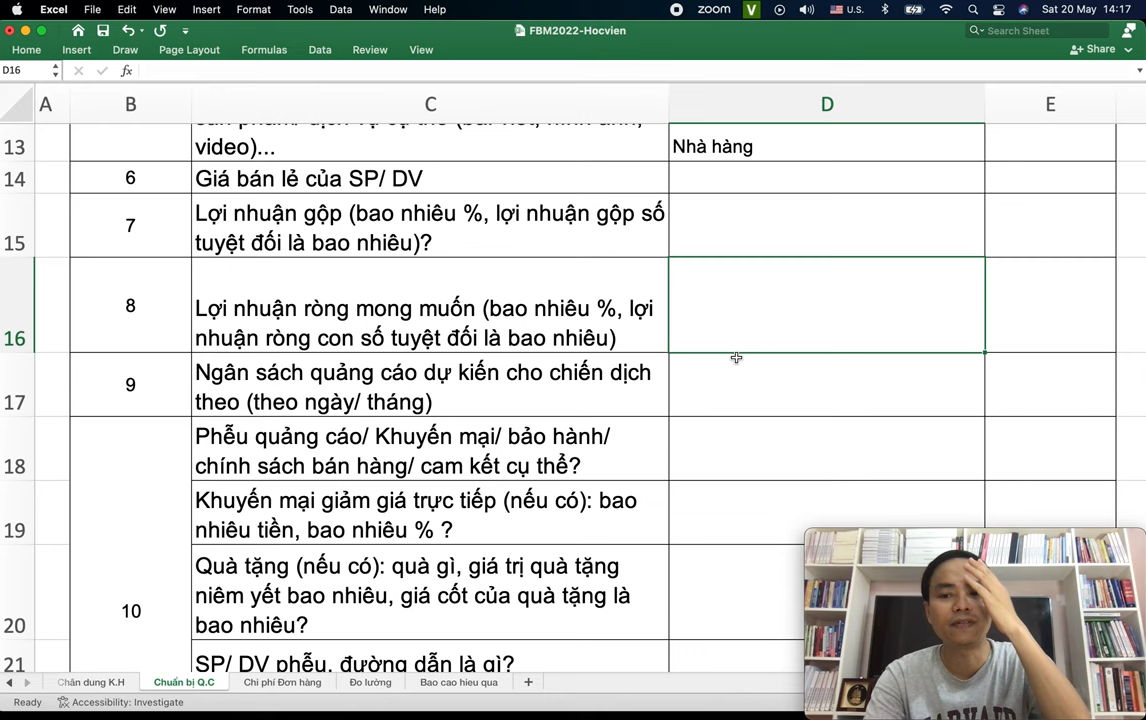 Excel File Edit View Insert Format Tools Data Window Help zoom V U.S. Sat 20 May 14:17
FBM2022-Hocvien Search Sheet
Home Insert Draw Page Layout Formulas Data Review View Share
D16 fx
A B C D E
13 video)... Nhà hàng
14 6 Giá bán lẻ của SP/ DV
15 7 Lợi nhuận gộp (bao nhiêu %, lợi nhuận gộp số
tuyệt đối là bao nhiêu)?
16 8 Lợi nhuận ròng mong muốn (bao nhiêu %, lợi
nhuận ròng con số tuyệt đối là bao nhiêu)
17 9 Ngân sách quảng cáo dự kiến cho chiến dịch
theo (theo ngày/ tháng)
18 Phễu quảng cáo/ Khuyến mại/ bảo hành/
chính sách bán hàng/ cam kết cụ thể?
19 Khuyến mại giảm giá trực tiếp (nếu có): bao
nhiêu tiền, bao nhiêu % ?
20 10 Quà tặng (nếu có): quà gì, giá trị quà tặng
niêm yết bao nhiêu, giá cốt của quà tặng là
bao nhiêu?
21 SP/ DV phễu, đường dẫn là gì?
Chân dung K.H Chuẩn bị Q.C Chi phí Đơn hàng Đo lường Bao cao hieu qua
Ready Accessibility: Investigate